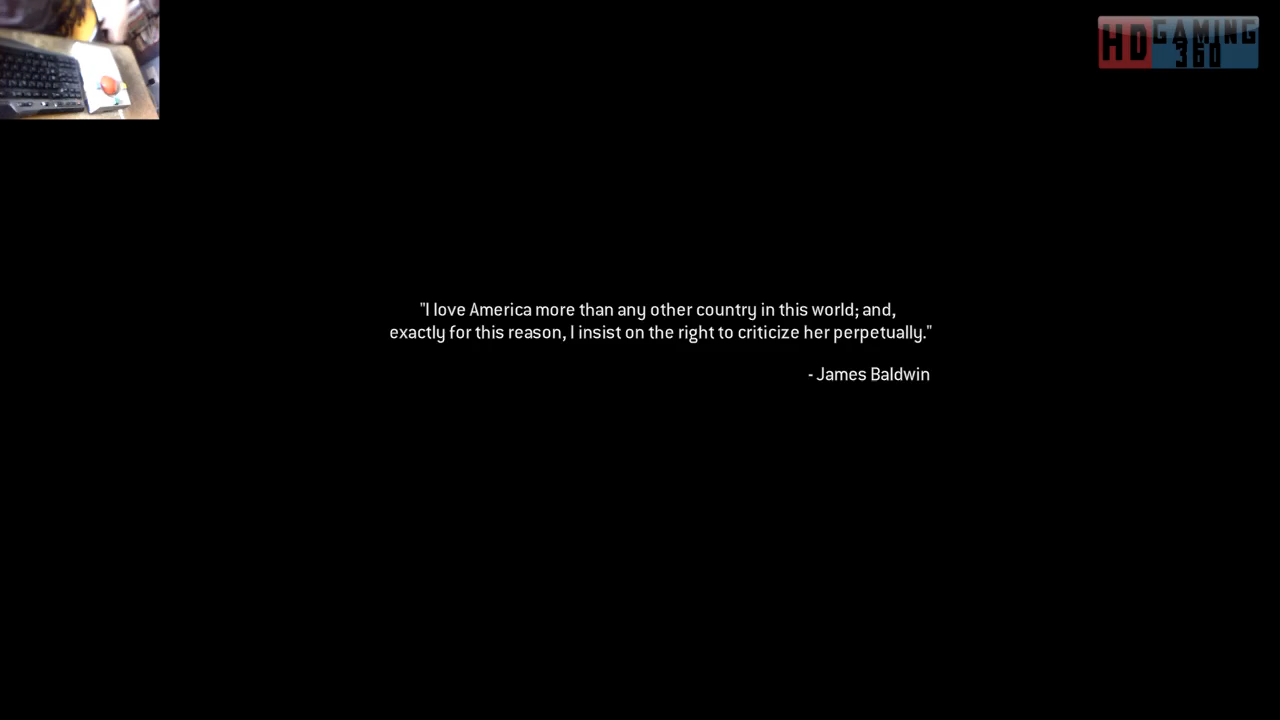 HD GAMING
360
"I love America more than any other country in this world; and,
exactly for this reason, I insist on the right to criticize her perpetually."
- James Baldwin